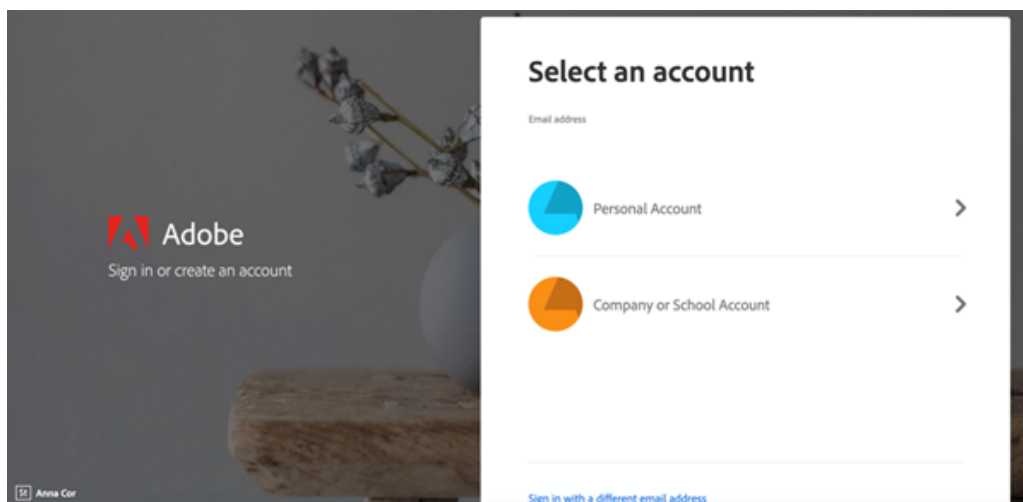 Adobe
Sign in or create an account
St Anna Cor
Select an account
Email address
Personal Account
Company or School Account
Sign in with a different email address